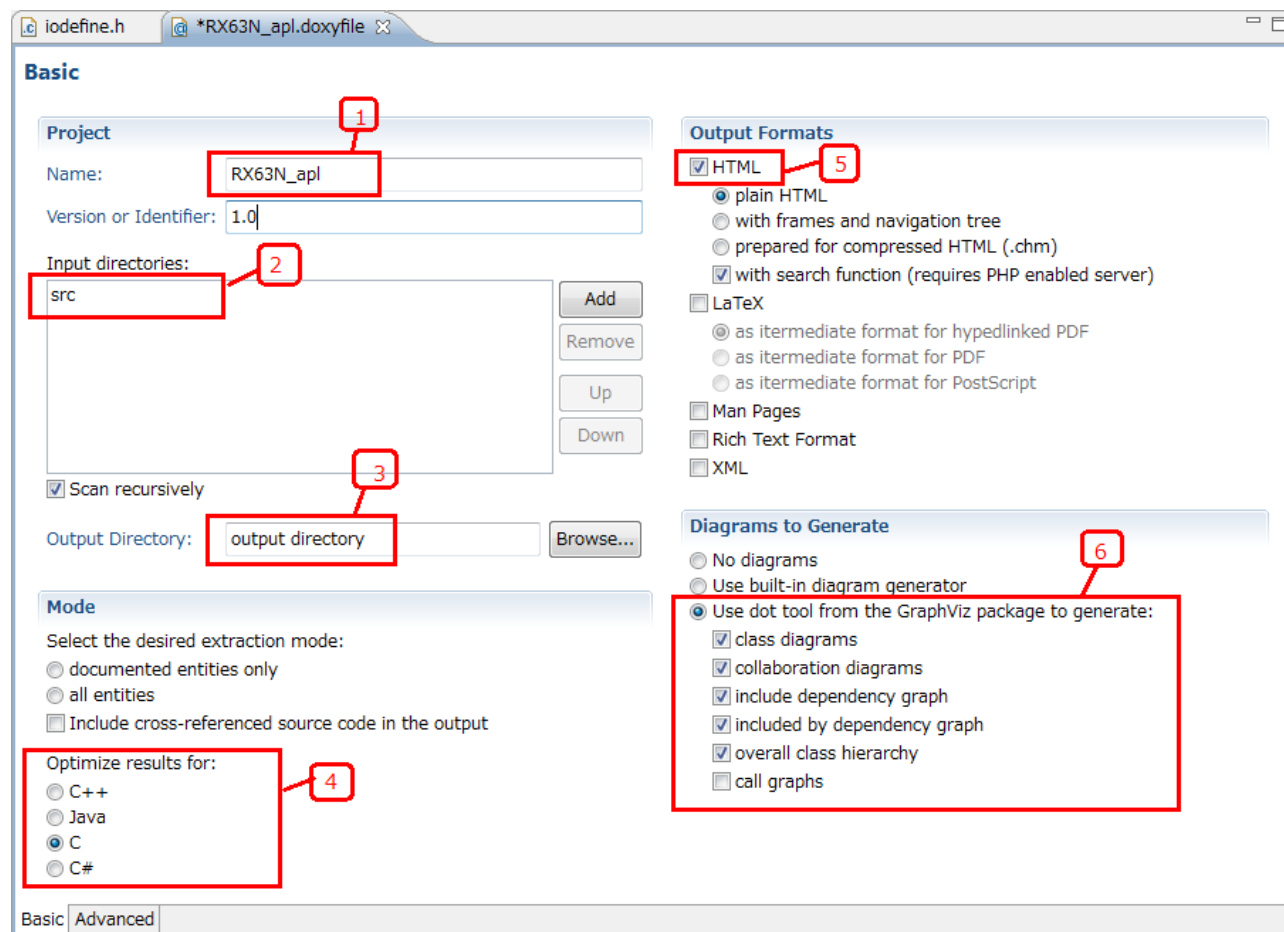 iodefine.h
*RX63N_apl.doxyfile
Basic
Project
1
Name: RX63N_apl
Version or Identifier: 1.0
Input directories:
2
src
Add
Remove
Up
Down
Scan recursively
3
Output Directory: output directory Browse...
Mode
Select the desired extraction mode:
documented entities only
all entities
Include cross-referenced source code in the output
Optimize results for:
4
C++
Java
C
C#
Output Formats
HTML
5
plain HTML
with frames and navigation tree
prepared for compressed HTML (.chm)
with search function (requires PHP enabled server)
LaTeX
as itermediate format for hypedlinked PDF
as itermediate format for PDF
as itermediate format for PostScript
Man Pages
Rich Text Format
XML
Diagrams to Generate
No diagrams
6
Use built-in diagram generator
Use dot tool from the GraphViz package to generate:
class diagrams
collaboration diagrams
include dependency graph
included by dependency graph
overall class hierarchy
call graphs
Basic Advanced